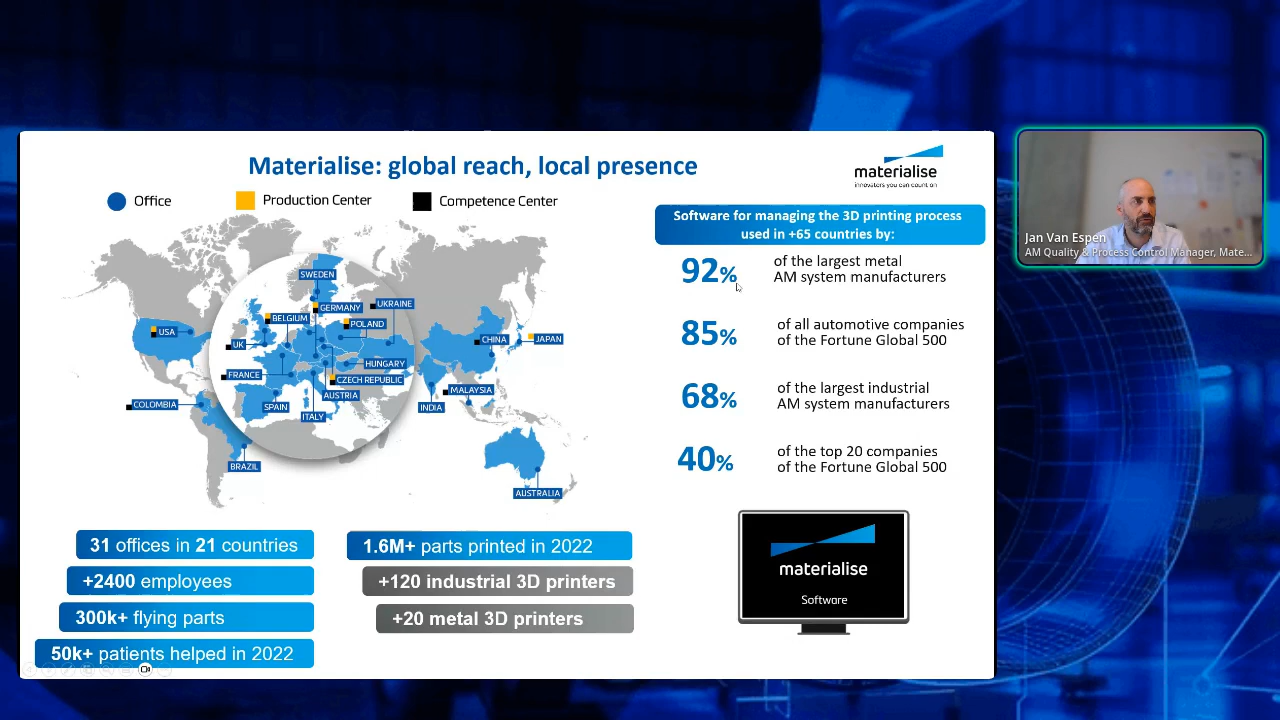 Materialise: global reach, local presence
materialise
innovators you can count on
Office
Production Center
Competence Center
SWEDEN
GERMANY
UKRAINE
BELGIUM
POLAND
USA
UK
CHINA
JAPAN
HUNGARY
FRANCE
CZECH REPUBLIC
MALAYSIA
AUSTRIA
COLOMBIA
SPAIN
INDIA
ITALY
BRAZIL
AUSTRALIA
31 offices in 21 countries
+2400 employees
300k+ flying parts
50k+ patients helped in 2022
1.6M+ parts printed in 2022
+120 industrial 3D printers
+20 metal 3D printers
Software for managing the 3D printing process
used in +65 countries by:
92% of the largest metal
AM system manufacturers
85% of all automotive companies
of the Fortune Global 500
68% of the largest industrial
AM system manufacturers
40% of the top 20 companies
of the Fortune Global 500
materialise
Software
Jan Van Espen
AM Quality & Process Control Manager, Mate...